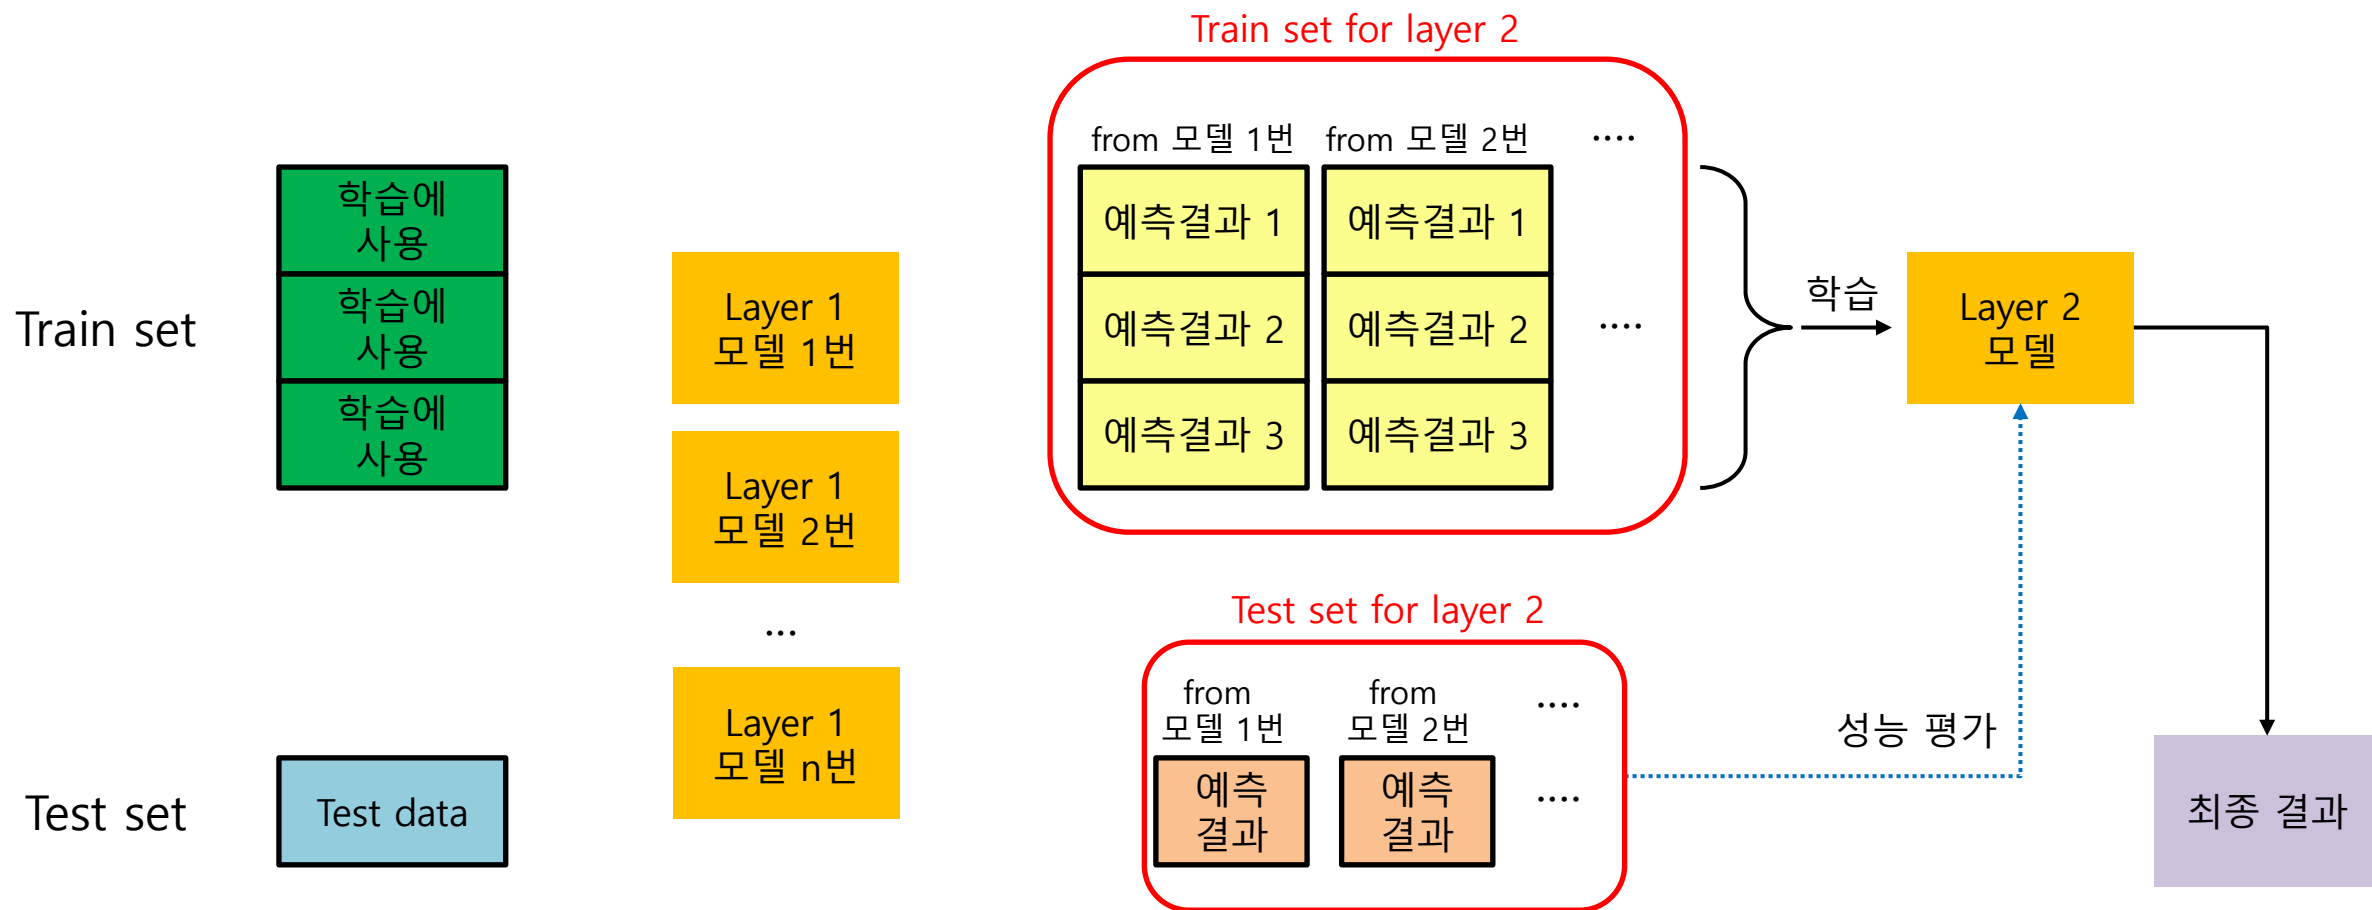 Train set for layer 2
from 모델 1번 from 모델 2번 ····
학습에
사용
학습에
사용
학습에
사용
Train set
Layer 1
모델 1번
Layer 1
모델 2번
...
Layer 1
모델 n번
예측결과 1 예측결과 1
예측결과 2 예측결과 2 ····
예측결과 3 예측결과 3
학습
Layer 2
모델
Test set for layer 2
from
모델 1번
from
모델 2번
····
예측
결과
예측
결과
····
성능 평가
Test set
Test data
최종 결과